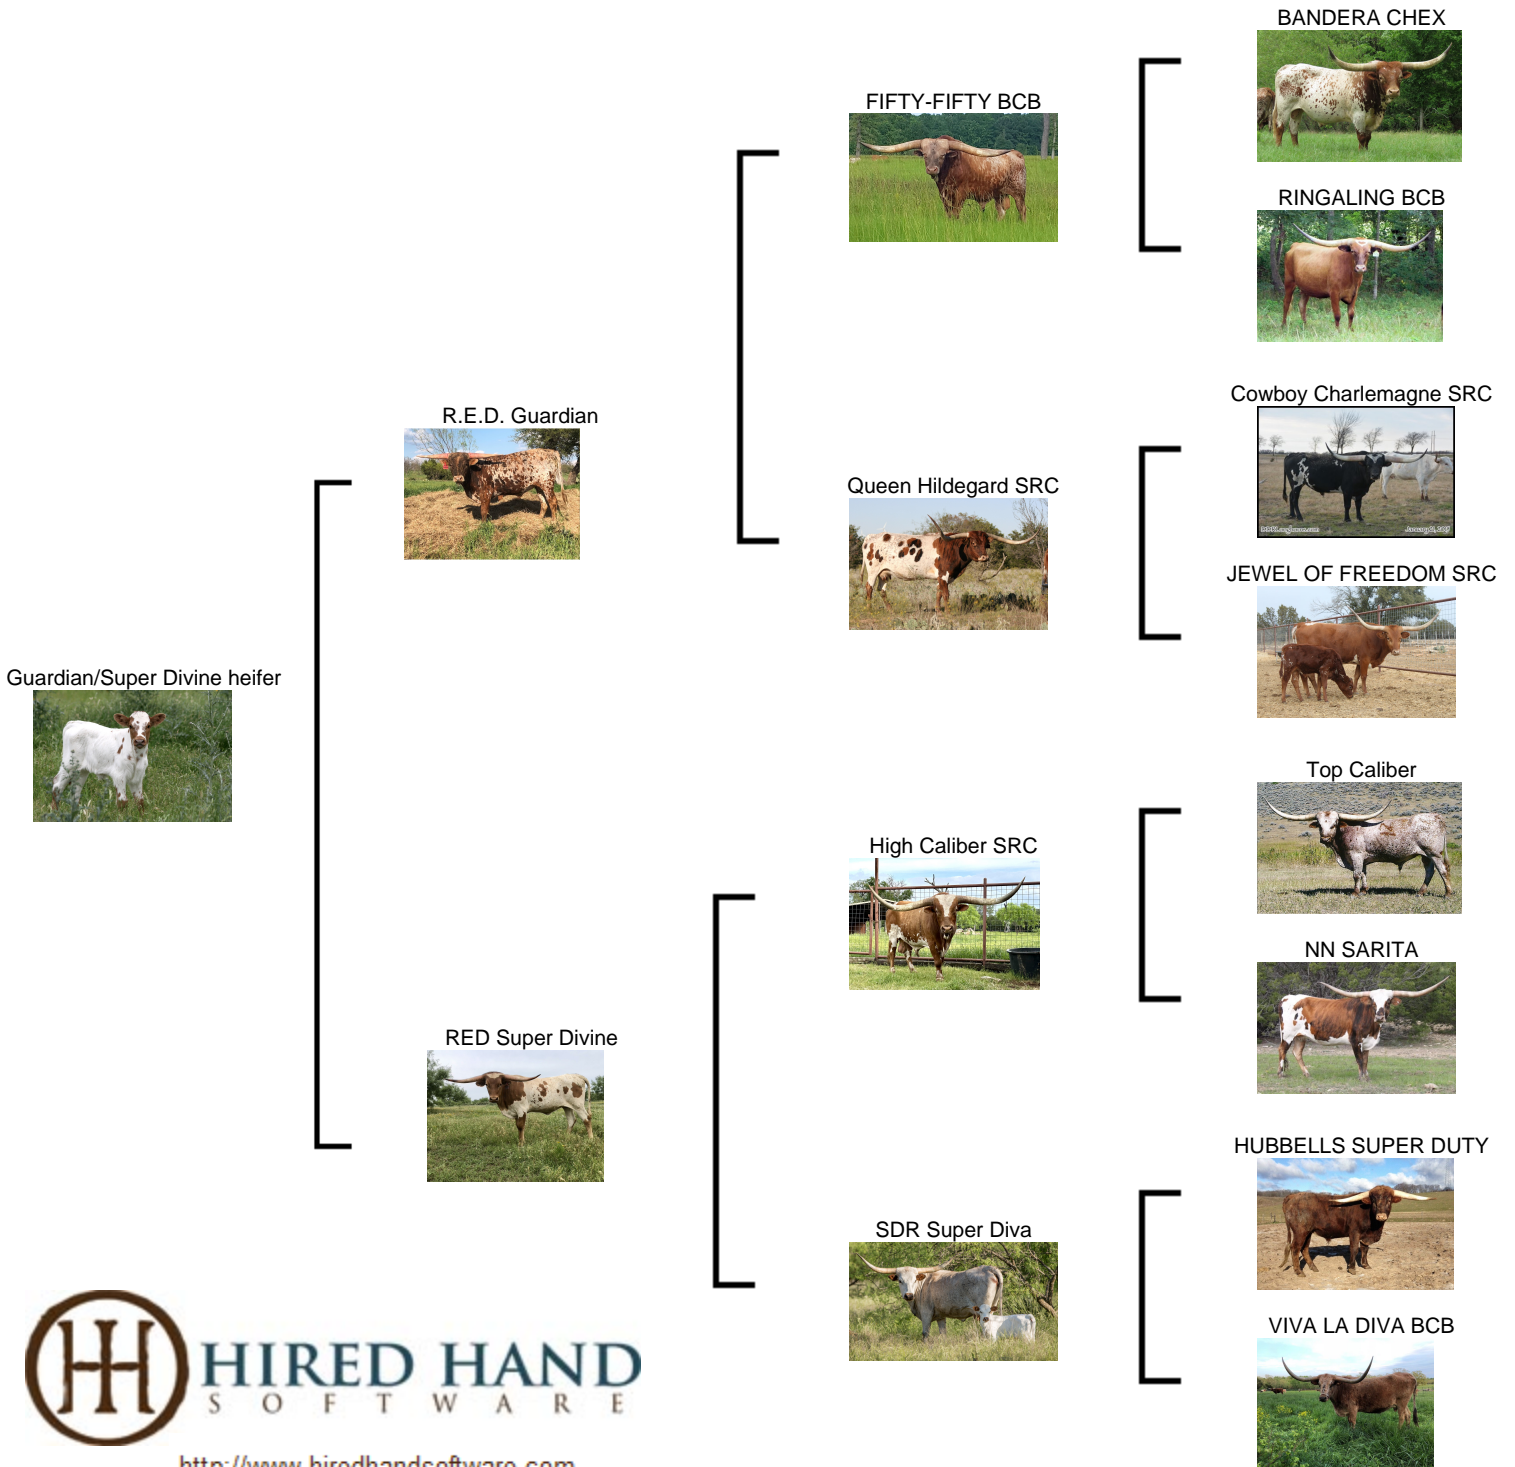 BANDERA CHEX
FIFTY-FIFTY BCB
RINGALING BCB
Cowboy Charlemagne SRC
R.E.D. Guardian
Queen Hildegard SRC
JEWEL OF FREEDOM SRC
Guardian/Super Divine heifer
Top Caliber
High Caliber SRC
NN SARITA
RED Super Divine
HUBBELLS SUPER DUTY
SDR Super Diva
VIVA LA DIVA BCB
HIRED HAND
SOFTWARE
http://www.hiredhandsoftware.com